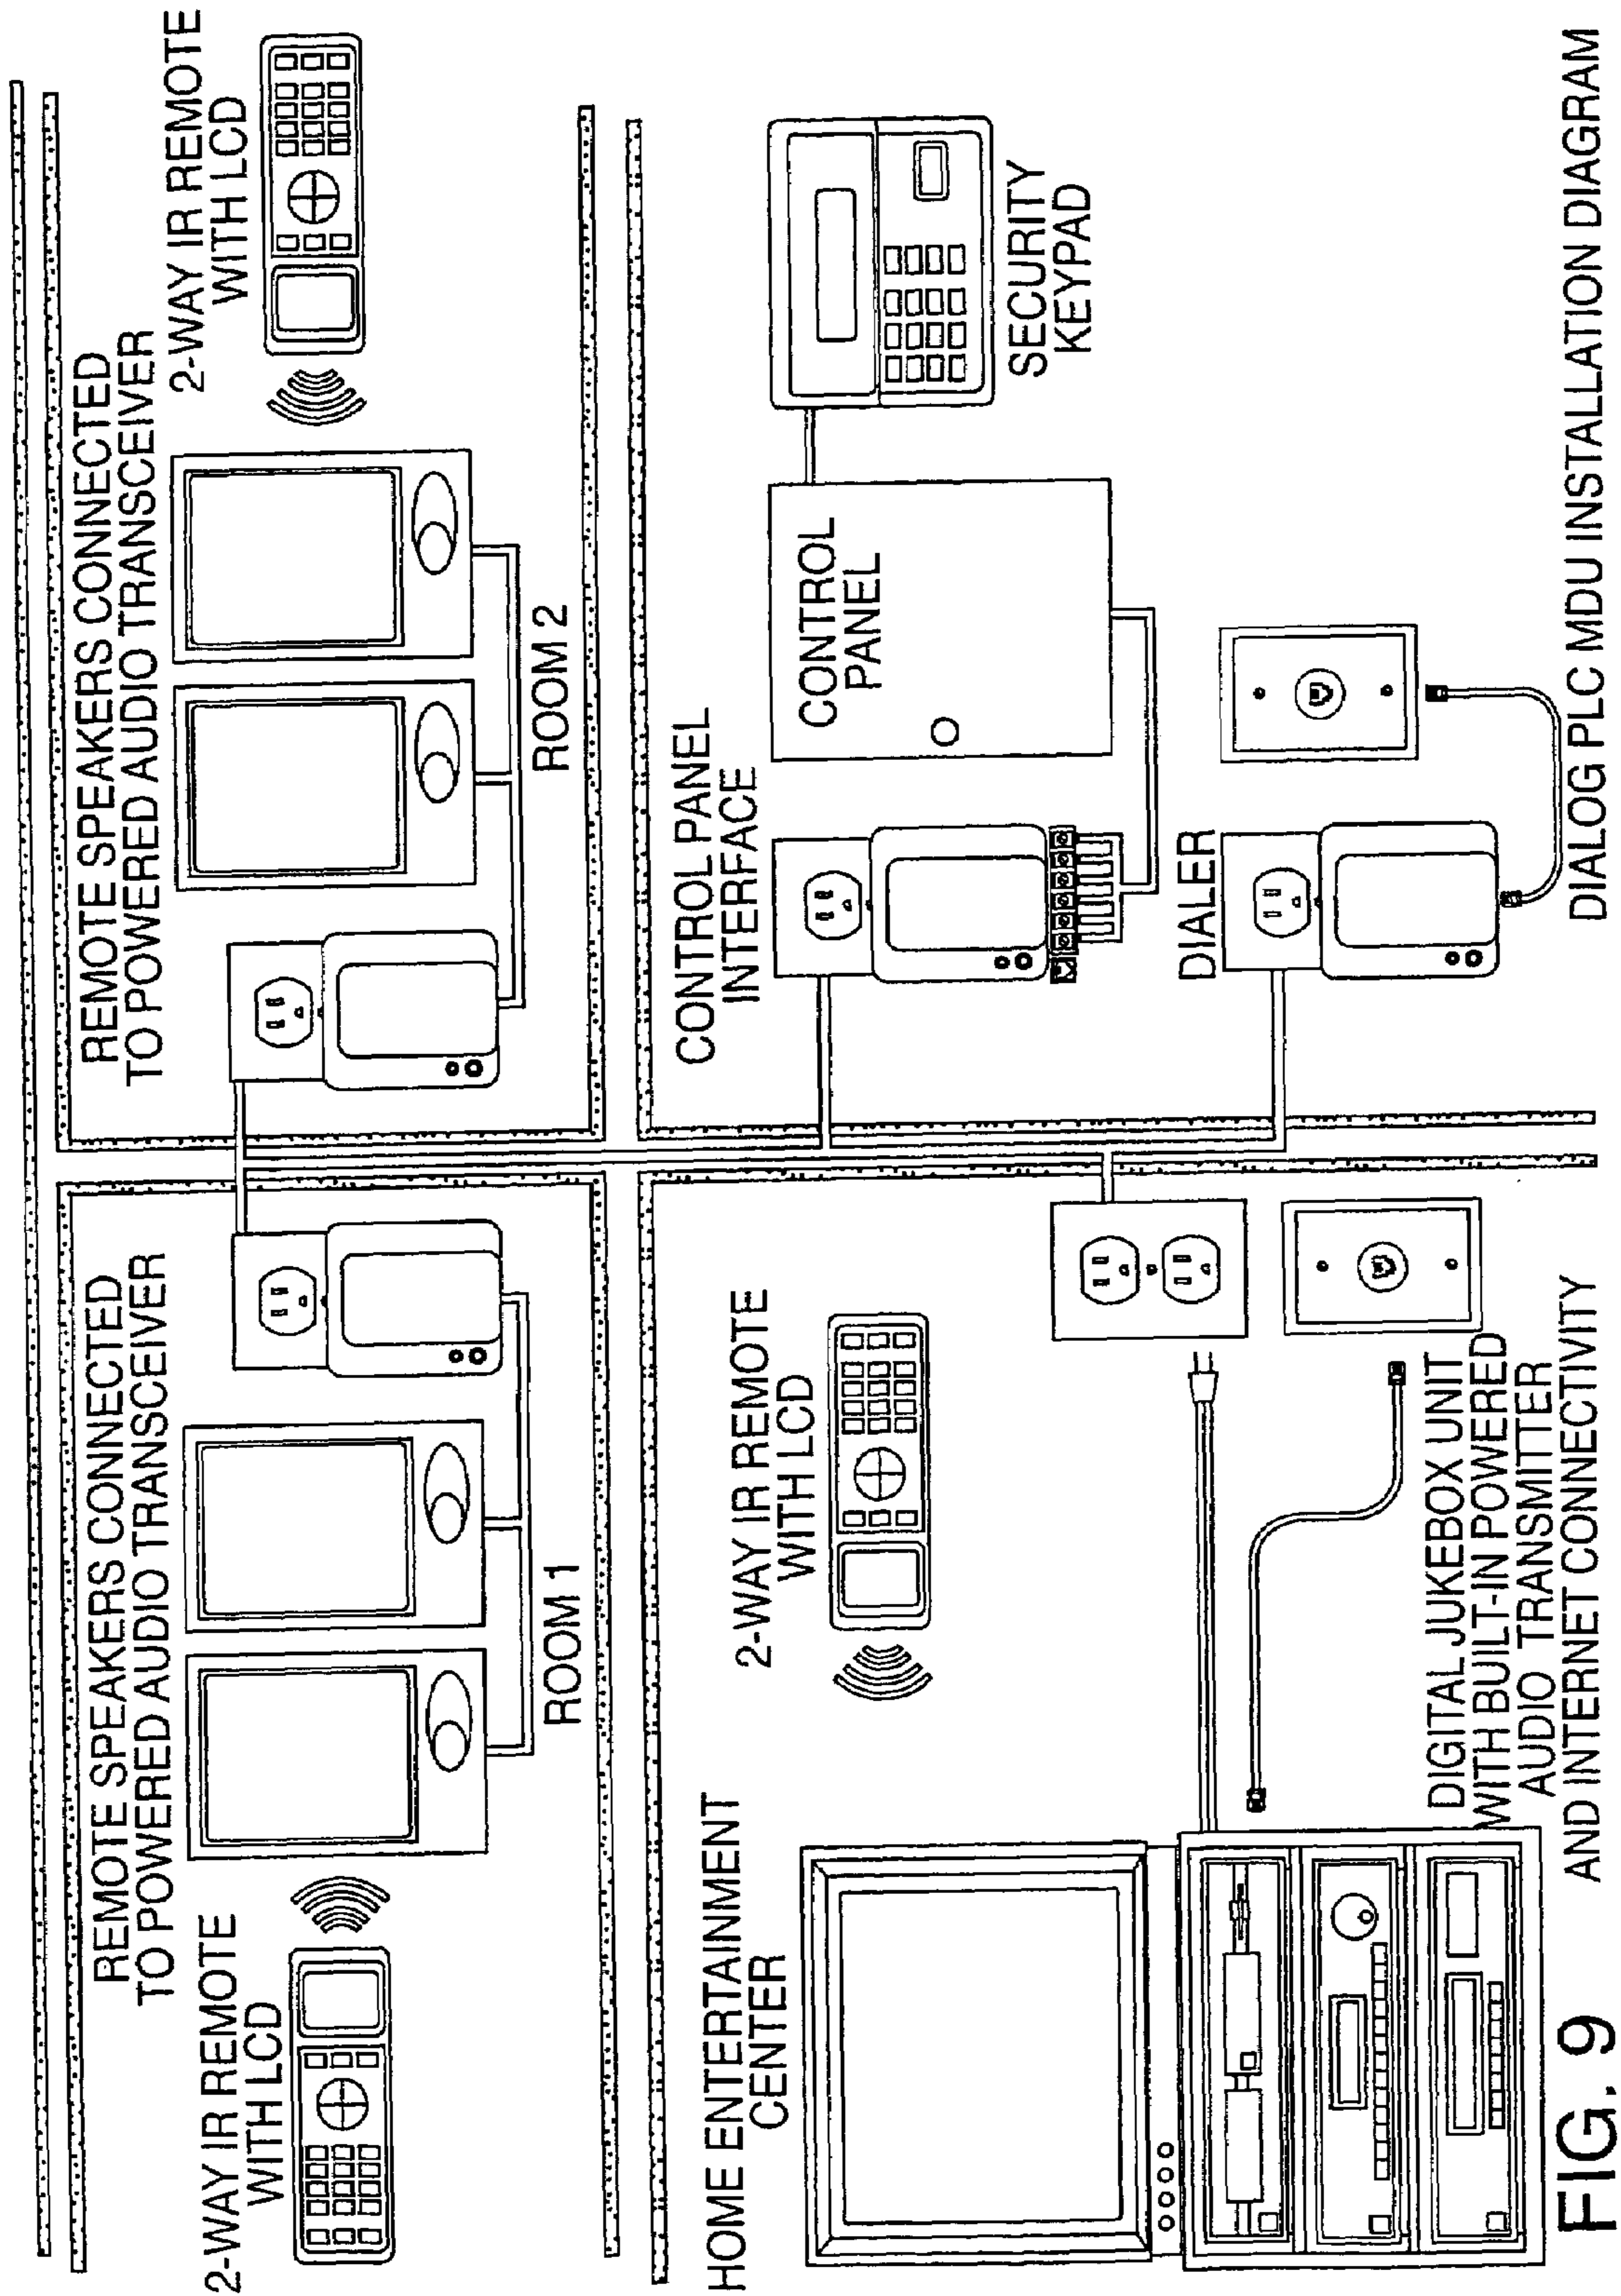 2-WAY IR REMOTE
WITH LCD
REMOTE SPEAKERS CONNECTED
TO POWERED AUDIO TRANSCEIVER
ROOM 1
REMOTE SPEAKERS CONNECTED
TO POWERED AUDIO TRANSCEIVER
2-WAY IR REMOTE
WITH LCD
ROOM 2
HOME ENTERTAINMENT
CENTER
2-WAY IR REMOTE
WITH LCD
DIGITAL JUKEBOX UNIT
WITH BUILT-IN POWERED
AUDIO TRANSMITTER
AND INTERNET CONNECTIVITY
CONTROL PANEL
INTERFACE
CONTROL
PANEL
SECURITY
KEYPAD
DIALER
FIG. 9
DIALOG PLC MDU INSTALLATION DIAGRAM